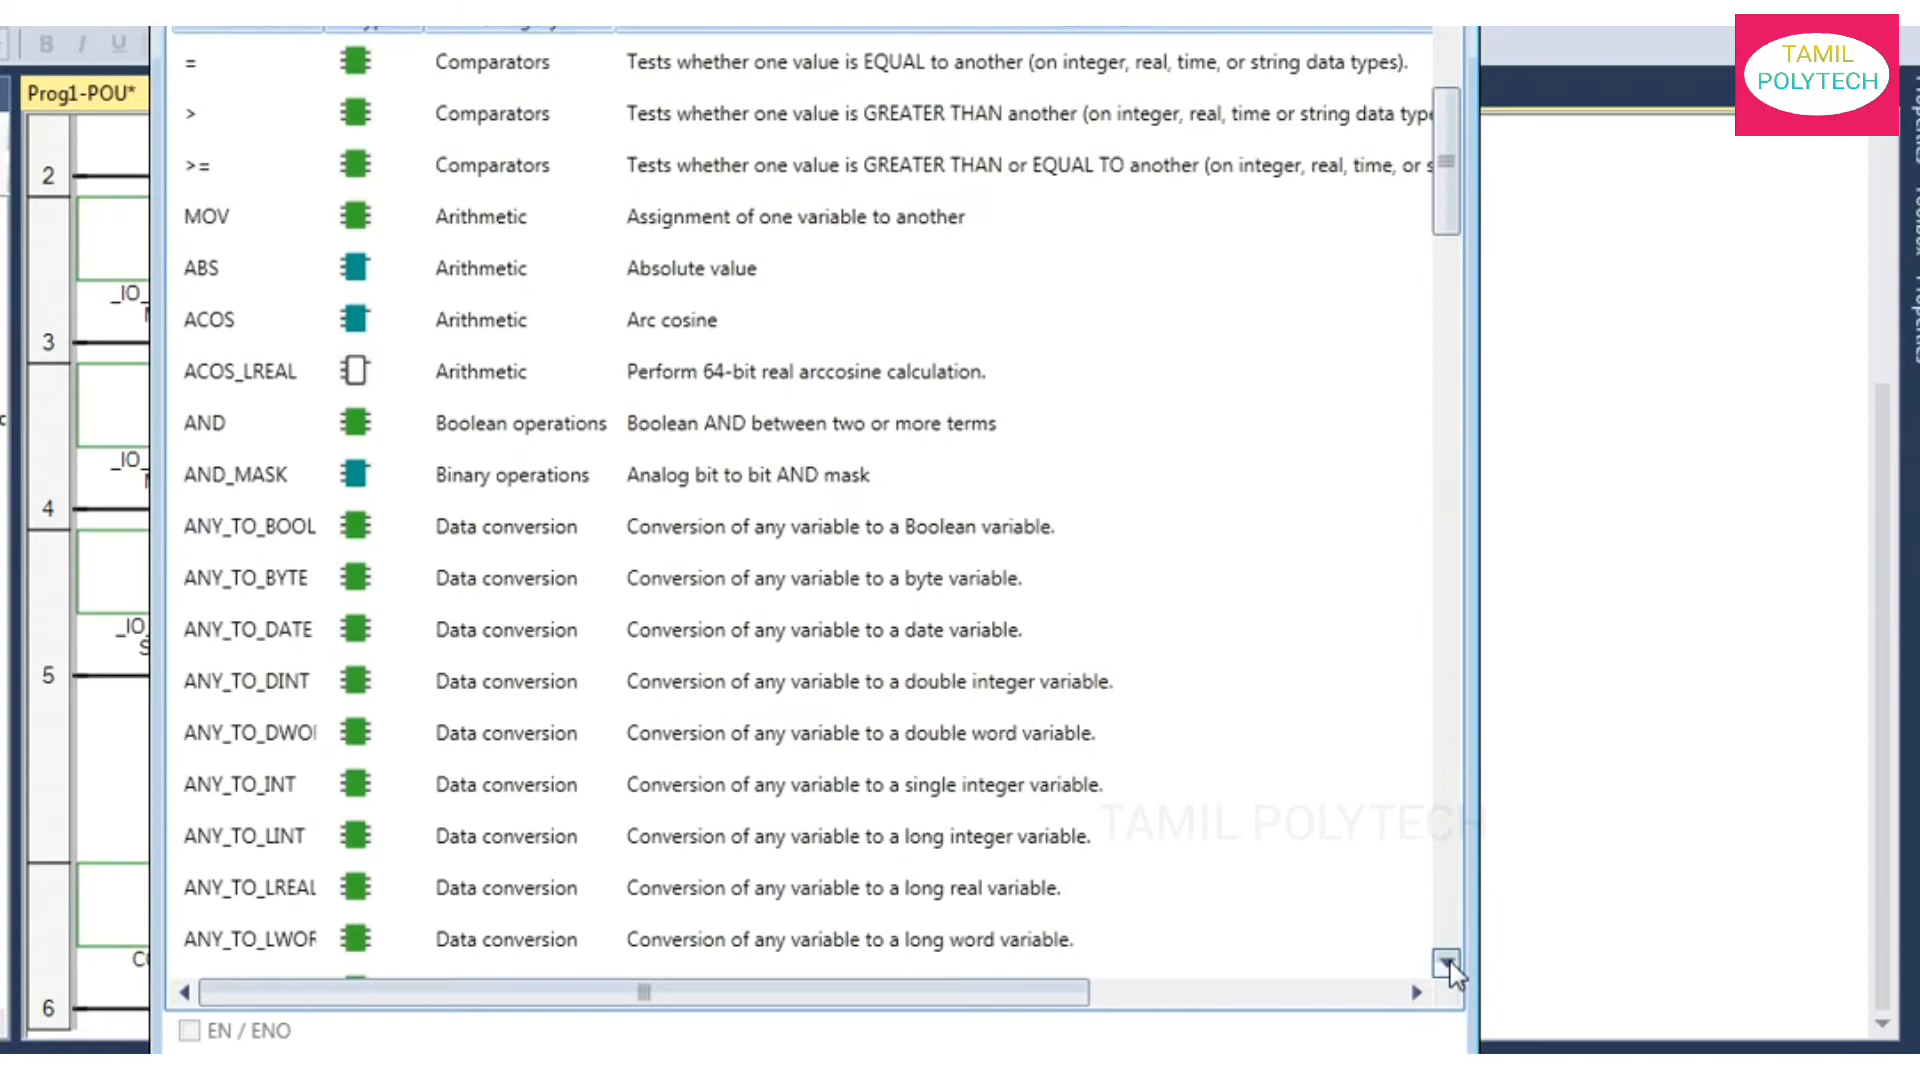 B I U
TAMIL
POLYTECH
Prog1-POU*
= Comparators Tests whether one value is EQUAL to another (on integer, real, time, or string data types).
> Comparators Tests whether one value is GREATER THAN another (on integer, real, time or string data type
>= Comparators Tests whether one value is GREATER THAN or EQUAL TO another (on integer, real, time, or s
MOV Arithmetic Assignment of one variable to another
ABS Arithmetic Absolute value
ACOS Arithmetic Arc cosine
ACOS_LREAL Arithmetic Perform 64-bit real arccosine calculation.
AND Boolean operations Boolean AND between two or more terms
AND_MASK Binary operations Analog bit to bit AND mask
ANY_TO_BOOL Data conversion Conversion of any variable to a Boolean variable.
ANY_TO_BYTE Data conversion Conversion of any variable to a byte variable.
ANY_TO_DATE Data conversion Conversion of any variable to a date variable.
ANY_TO_DINT Data conversion Conversion of any variable to a double integer variable.
ANY_TO_DWO Data conversion Conversion of any variable to a double word variable.
ANY_TO_INT Data conversion Conversion of any variable to a single integer variable.
ANY_TO_LINT Data conversion Conversion of any variable to a long integer variable.
ANY_TO_LREAL Data conversion Conversion of any variable to a long real variable.
ANY_TO_LWOR Data conversion Conversion of any variable to a long word variable.
EN / ENO
2
_IO_
3
_IO_
4
_IO_
S
5
6
TAMIL POLYTECH